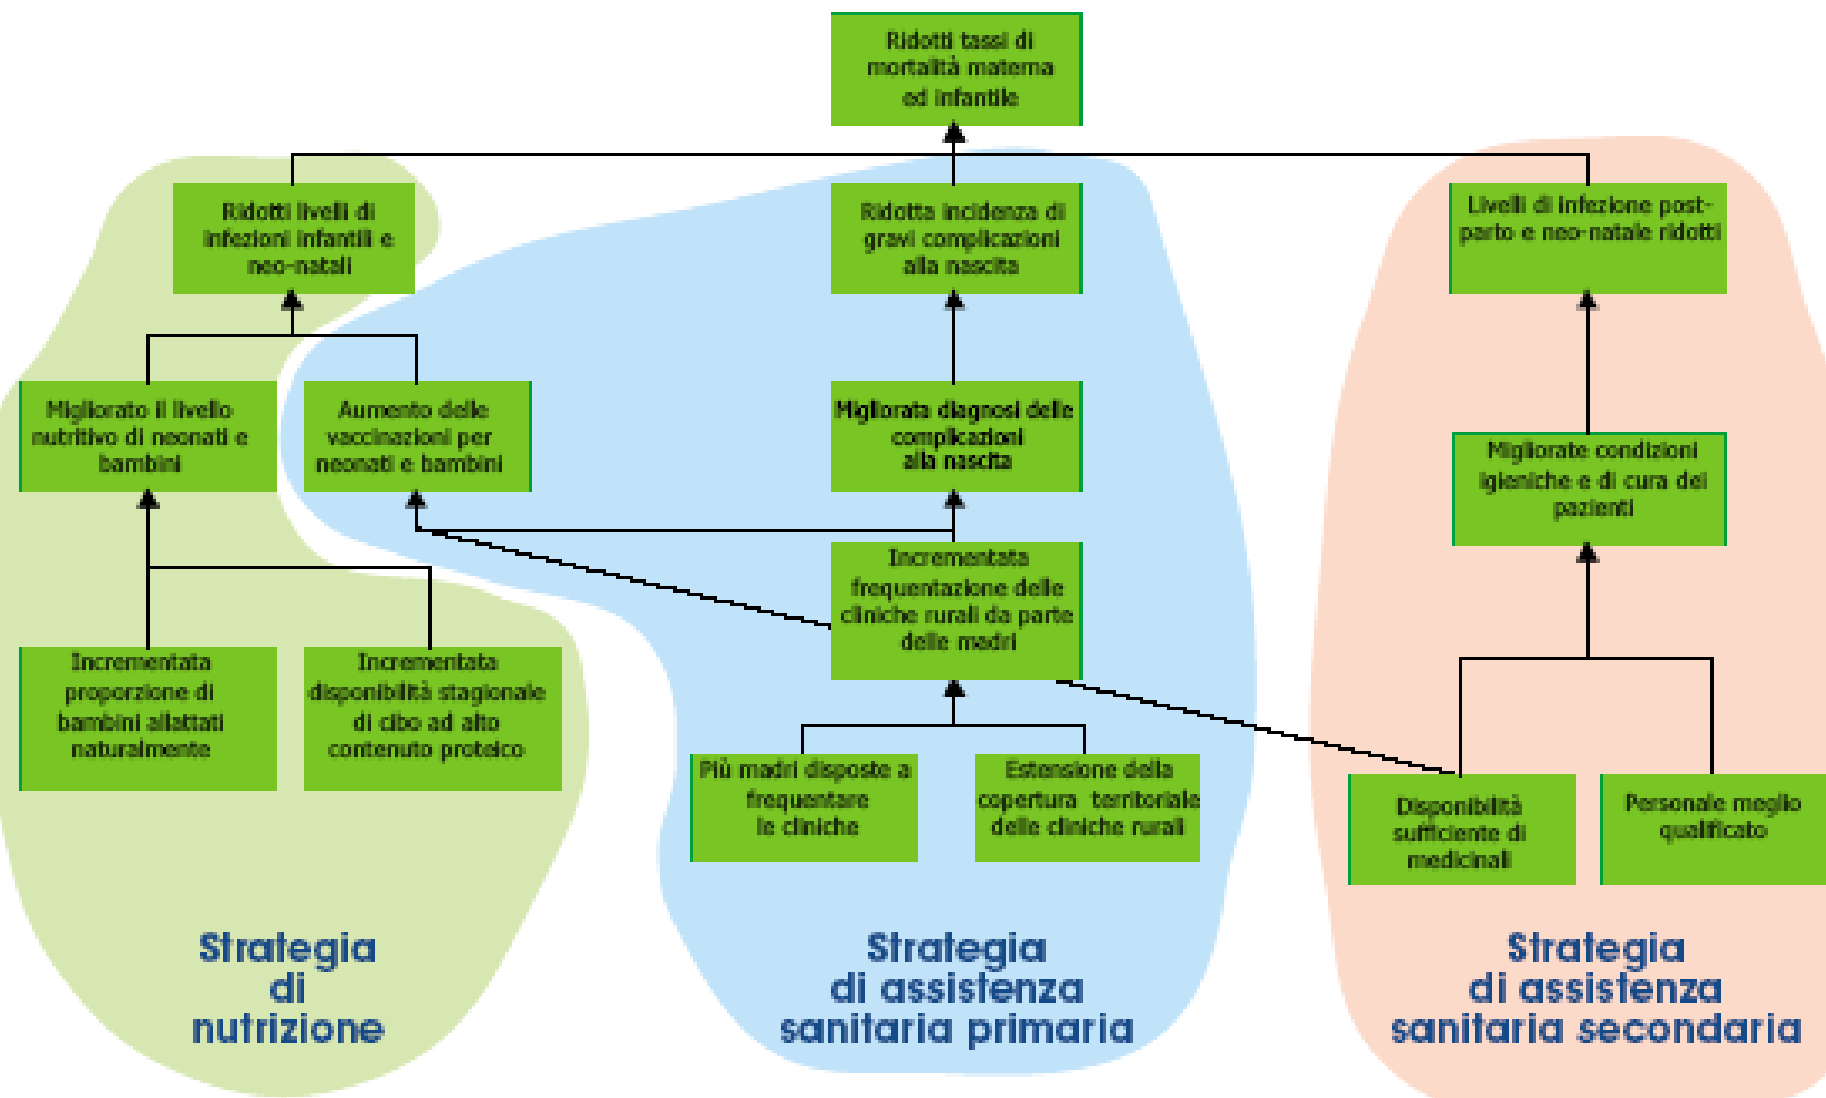 Ridotti tassi di
mortalità materna
ed infantile
Ridotti livelli di
infezioni infantili e
neo-natali
Ridotta incidenza di
gravi complicazioni
alla nascita
Livelli di infezione post-
parto e neo-natale ridotti
Migliorato il livello
nutritivo di neonati e
bambini
Aumento delle
vaccinazioni per
neonati e bambini
Migliorata diagnosi delle
complicazioni
alla nascita
Migliorate condizioni
igieniche e di cura dei
pazienti
Incrementata
frequentazione delle
cliniche rurali da parte
delle madri
Incrementata
proporzione di
bambini allattati
naturalmente
Incrementata
disponibilità stagionale
di cibo ad alto
contenuto proteico
Più madri disposte a
frequentare
le cliniche
Estensione della
copertura territoriale
delle cliniche rurali
Disponibilità
sufficiente di
medicinali
Personale meglio
qualificato
Strategia
di
nutrizione
Strategia
di assistenza
sanitaria primaria
Strategia
di assistenza
sanitaria secondaria